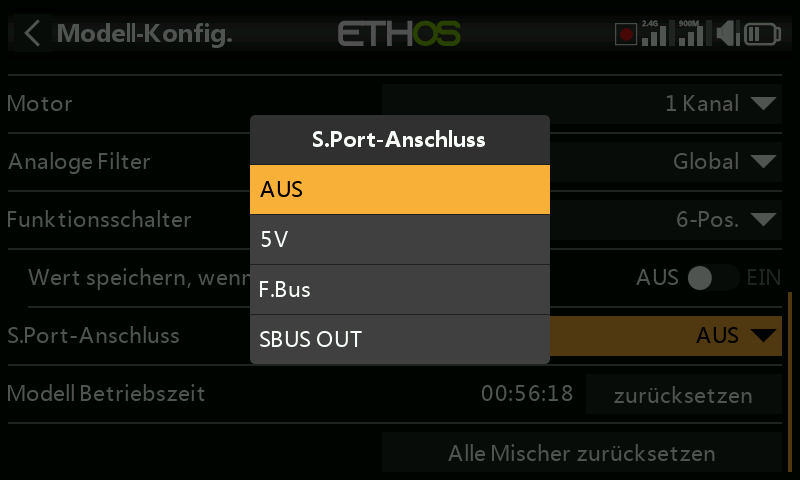 Modell-Konfig.
ETHOS
2.4G
900M
Motor
1 Kanal
S.Port-Anschluss
Analoge Filter
Global
AUS
Funktionsschalter
6-Pos.
5V
Wert speichern, wenn
AUS
EIN
F.Bus
S.Port-Anschluss
AUS
SBUS OUT
Modell Betriebszeit
00:56:18
zurücksetzen
Alle Mischer zurücksetzen